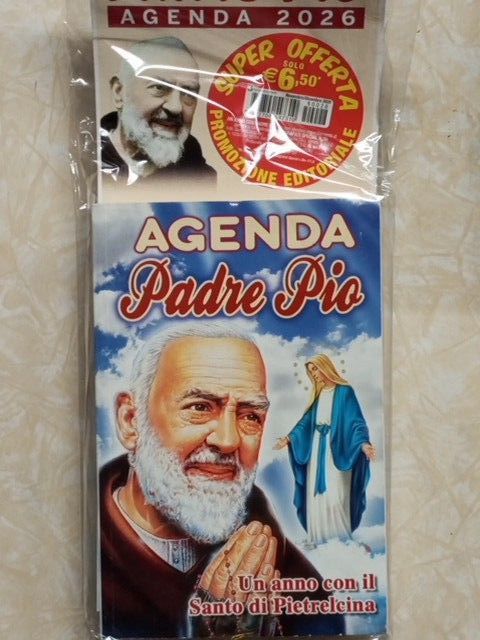 AGENDA 2026
SUPER OFFERTA
SOLO
€6,50*
PROMOZIONE EDITORIALE
AGENDA
Padre Pio
Un anno con il
Santo di Pietrelcina